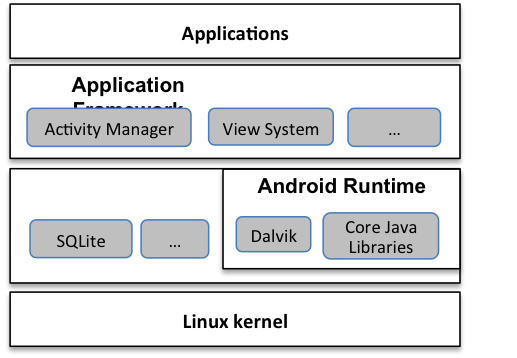 Applications
Application
Framework
Activity Manager
View System
...
Android Runtime
SQLite
...
Dalvik
Core Java
Libraries
Linux kernel